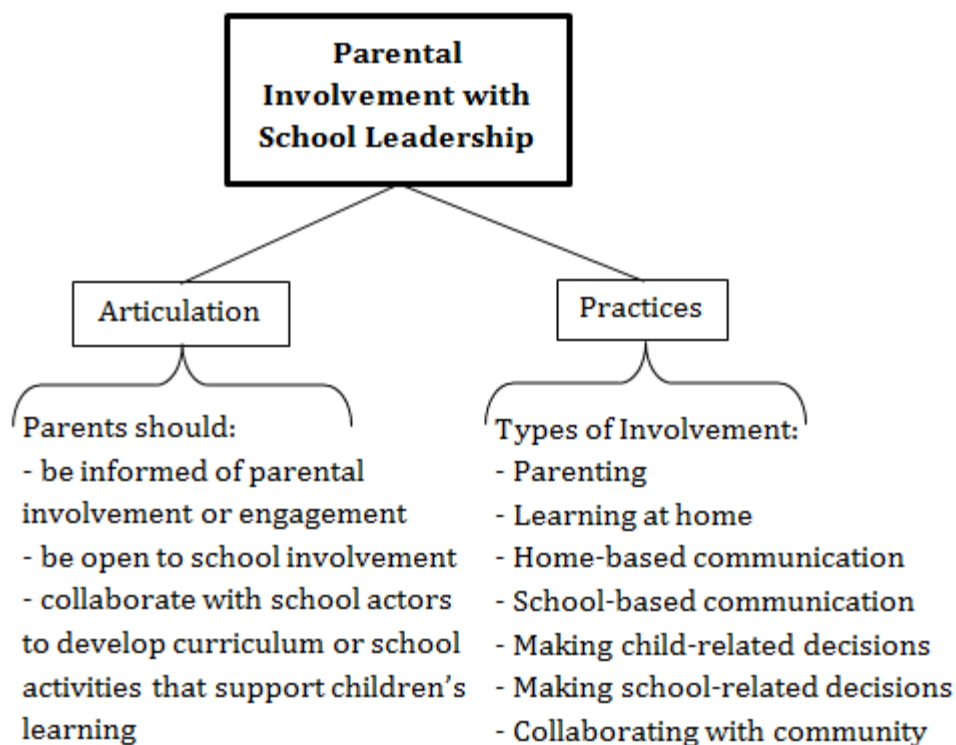 Parental
Involvement with
School Leadership
Articulation
Practices
Parents should:
- be informed of parental
involvement or engagement
- be open to school involvement
- collaborate with school actors
to develop curriculum or school
activities that support children’s
learning
Types of Involvement:
- Parenting
- Learning at home
- Home-based communication
- School-based communication
- Making child-related decisions
- Making school-related decisions
- Collaborating with community